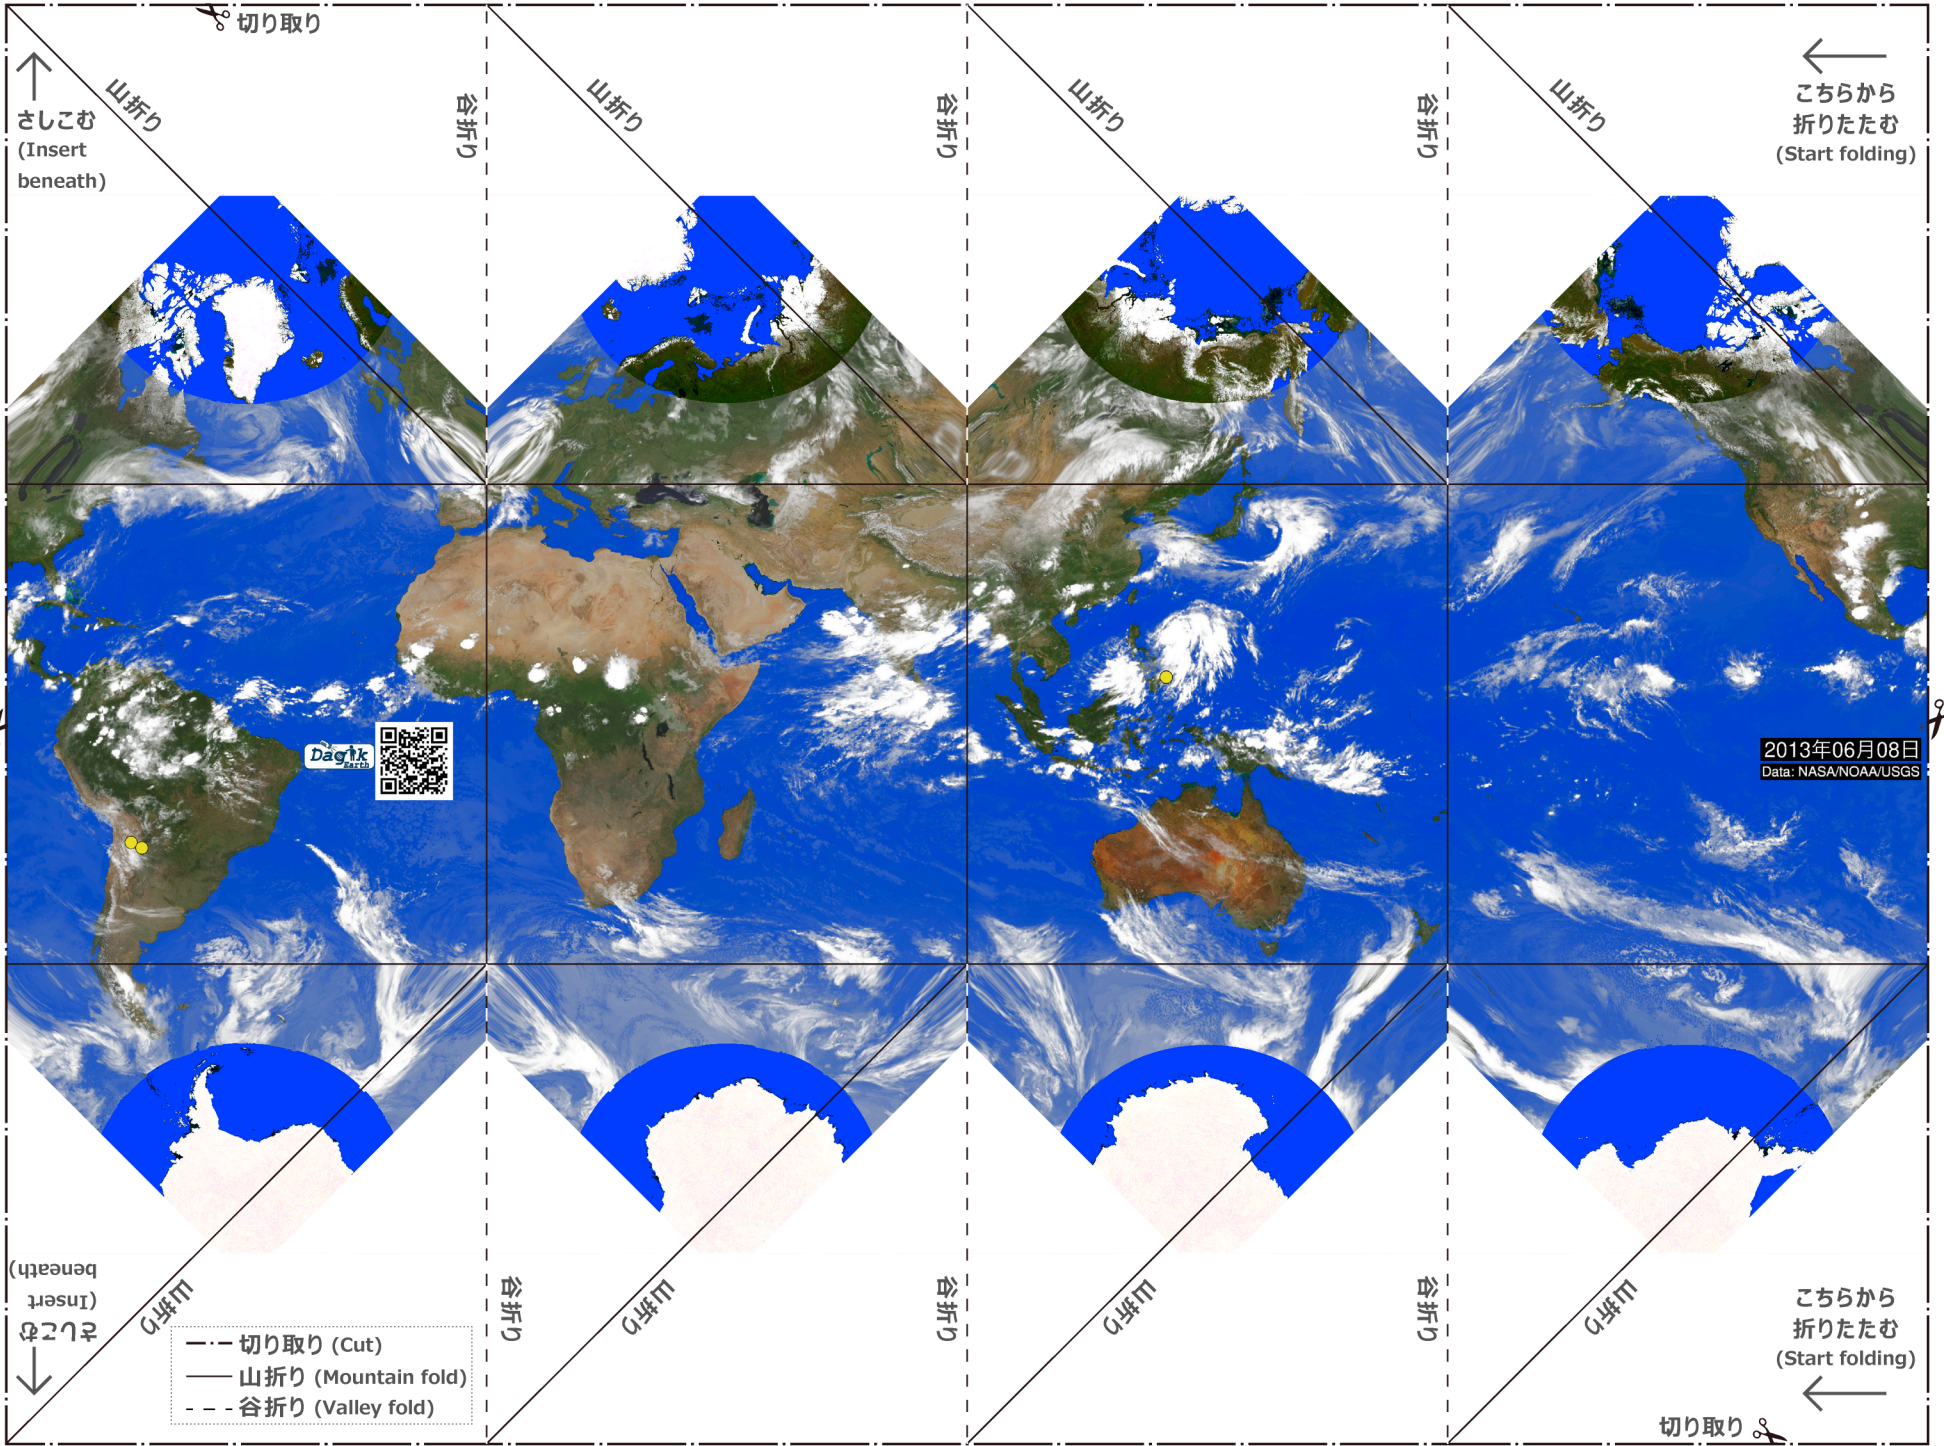 切り取り
山折り
谷折り
山折り
谷折り
山折り
谷折り
山折り
さしこむ
(Insert
beneath)
こちらから
折りたたむ
(Start folding)
Dagik
Earth
2013年06月08日
Data: NASA/NOAA/USGS
さしこむ
(Insert
beneath)
山折り
谷折り
山折り
谷折り
山折り
谷折り
山折り
こちらから
折りたたむ
(Start folding)
切り取り (Cut)
山折り (Mountain fold)
谷折り (Valley fold)
切り取り